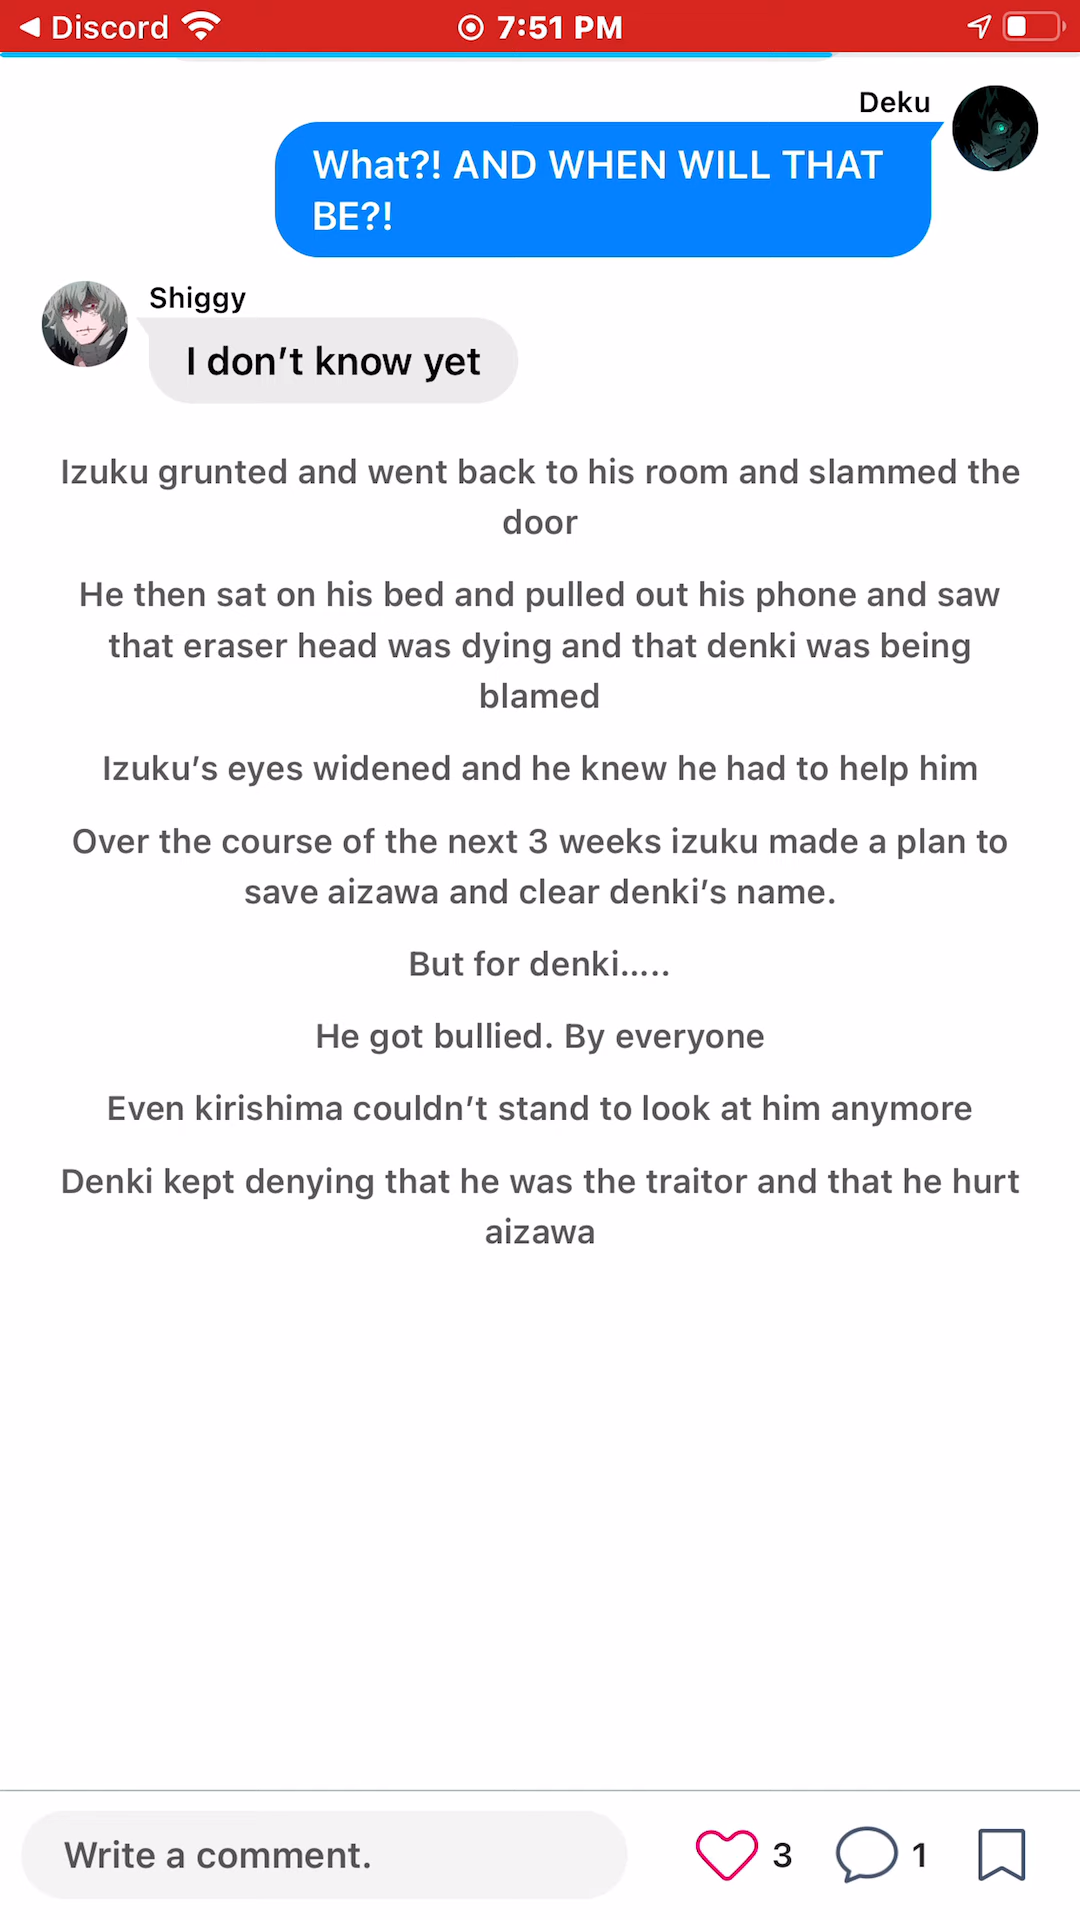 Discord
7:51 PM
Deku
What?! AND WHEN WILL THAT
BE?!
Shiggy
I don't know yet
Izuku grunted and went back to his room and slammed the
door
He then sat on his bed and pulled out his phone and saw
that eraser head was dying and that denki was being
blamed
Izuku's eyes widened and he knew he had to help him
Over the course of the next 3 weeks izuku made a plan to
save aizawa and clear denki's name.
But for denki.....
He got bullied. By everyone
Even kirishima couldn't stand to look at him anymore
Denki kept denying that he was the traitor and that he hurt
aizawa
Write a comment.
3
1